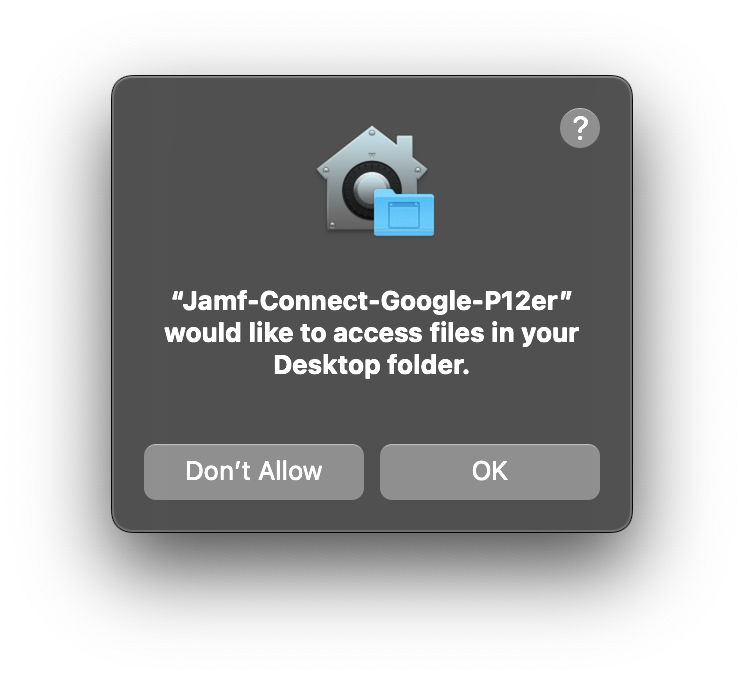 ?
“Jamf-Connect-Google-P12er”
would like to access files in your
Desktop folder.
Don’t Allow
OK